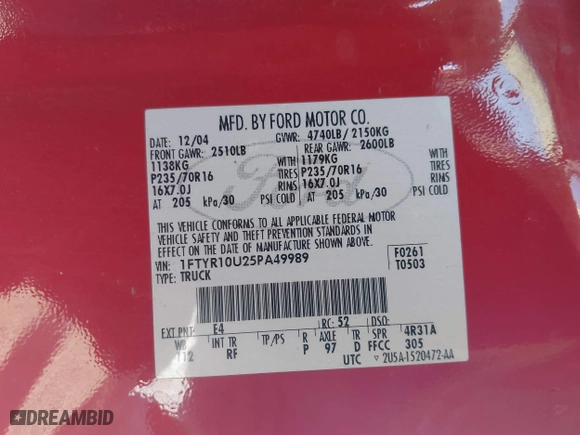 MFD. BY FORD MOTOR CO.
DATE: 12/04 GVWR: 4740LB/ 2150KG
FRONT GAWR: 2510LB REAR GAWR: 2600LB
1138KG WITH 1179KG WITH
P235/70R16 TIRES P235/70R16 TIRES
16X7.0J RIMS 16X7.0J RIMS
AT 205 kPa/30 PSI COLD AT 205 kPa/30 PSI COLD
THIS VEHICLE CONFORMS TO ALL APPLICABLE FEDERAL MOTOR
VEHICLE SAFETY AND THEFT PREVENTION STANDARDS IN
EFFECT ON THE DATE OF MANUFACTURE SHOWN ABOVE.
VIN: 1FTYR10U25PA49989 F0261
TYPE: TRUCK T0503
Ford
EXT PNT: E4 RC: 52 DSO:
WB INT TR TP/PS R AXLE TR SPR 4R31A
112 RF P 97 D FFCC 305
UTC ▽ 2U5A-1520472-AA
DREAMBID